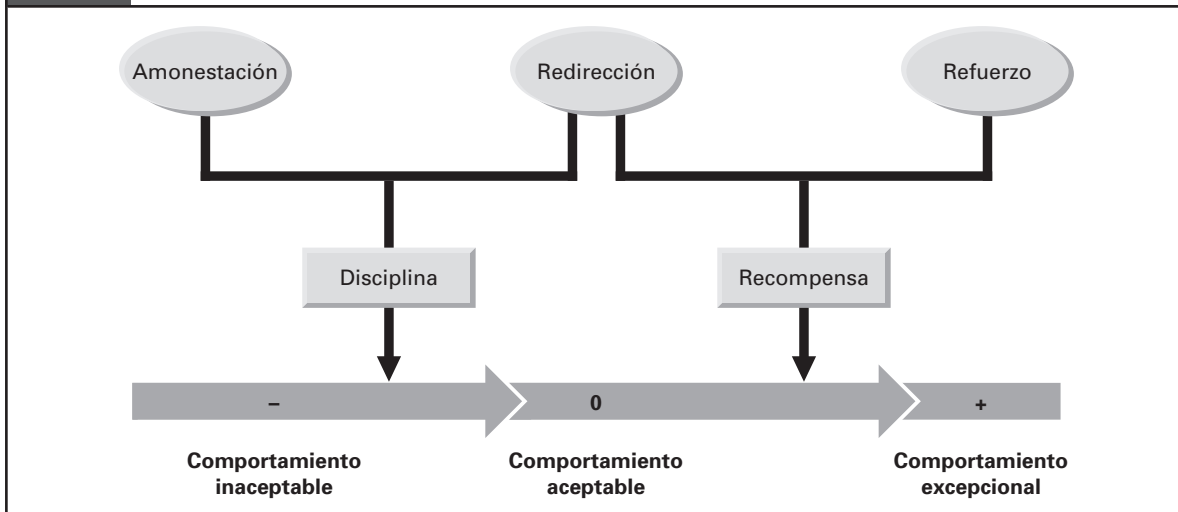 Amonestación
Redirección
Refuerzo
Disciplina
Recompensa
–
0
+
Comportamiento
inaceptable
Comportamiento
aceptable
Comportamiento
excepcional